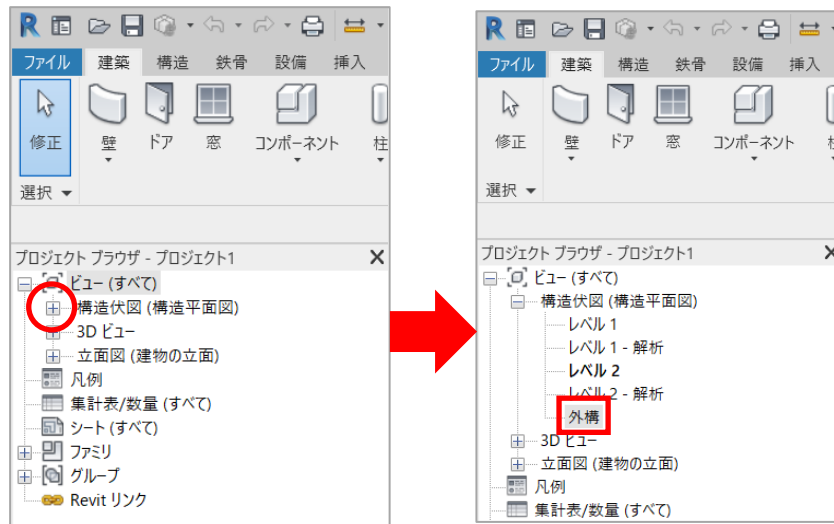 ファイル 建築 構造 鉄骨 設備 挿入
修正 壁 ドア 窓 コンポーネント 柱
選択
プロジェクト ブラウザ - プロジェクト1
ビュー (すべて)
構造伏図 (構造平面図)
3D ビュー
立面図 (建物の立面)
凡例
集計表/数量 (すべて)
シート (すべて)
ファミリ
グループ
Revit リンク
ファイル 建築 構造 鉄骨 設備 挿入
修正 壁 ドア 窓 コンポーネント
選択
プロジェクト ブラウザ - プロジェクト1
ビュー (すべて)
構造伏図 (構造平面図)
レベル 1
レベル 1 - 解析
レベル 2
レベル 2 - 解析
外構
3D ビュー
立面図 (建物の立面)
凡例
集計表/数量 (すべて)